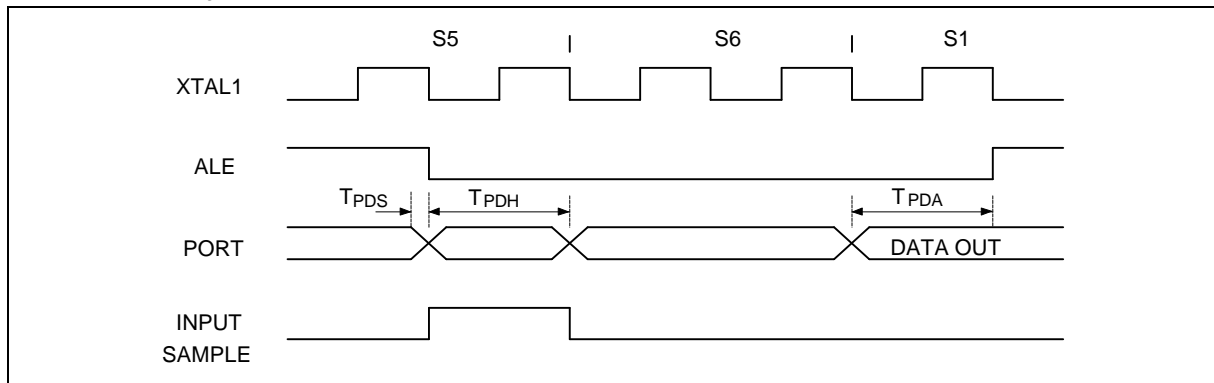 S5 S6 S1
XTAL1
ALE
TPDS TPDH TPDA
PORT DATA OUT
INPUT
SAMPLE